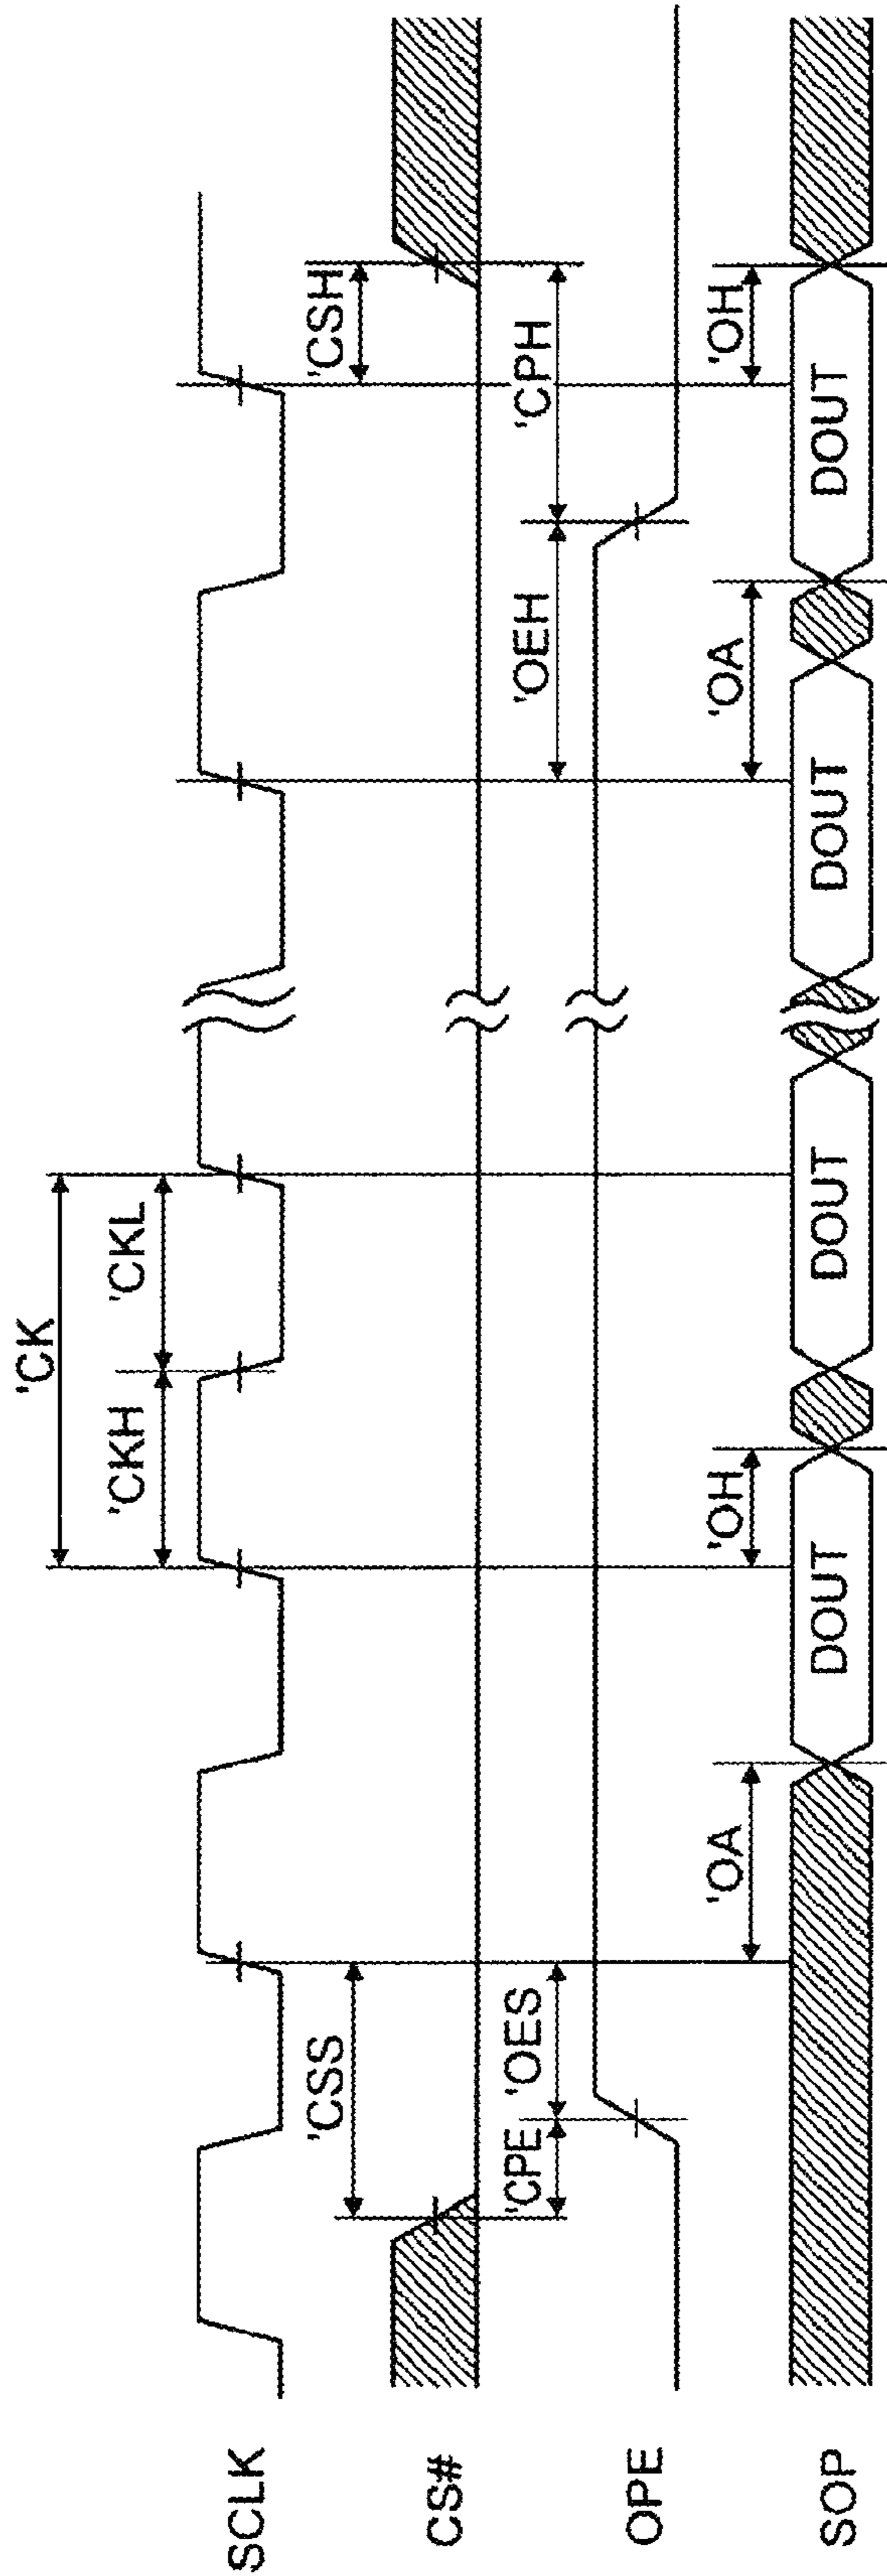 'CK
'CKH
'CKL
SCLK
'CSS
'CSH
CS#
'CPE
'OES
'OEH
'CPH
OPE
'OA
'OH
'OA
'OH
SOP
DOUT
DOUT
DOUT
DOUT